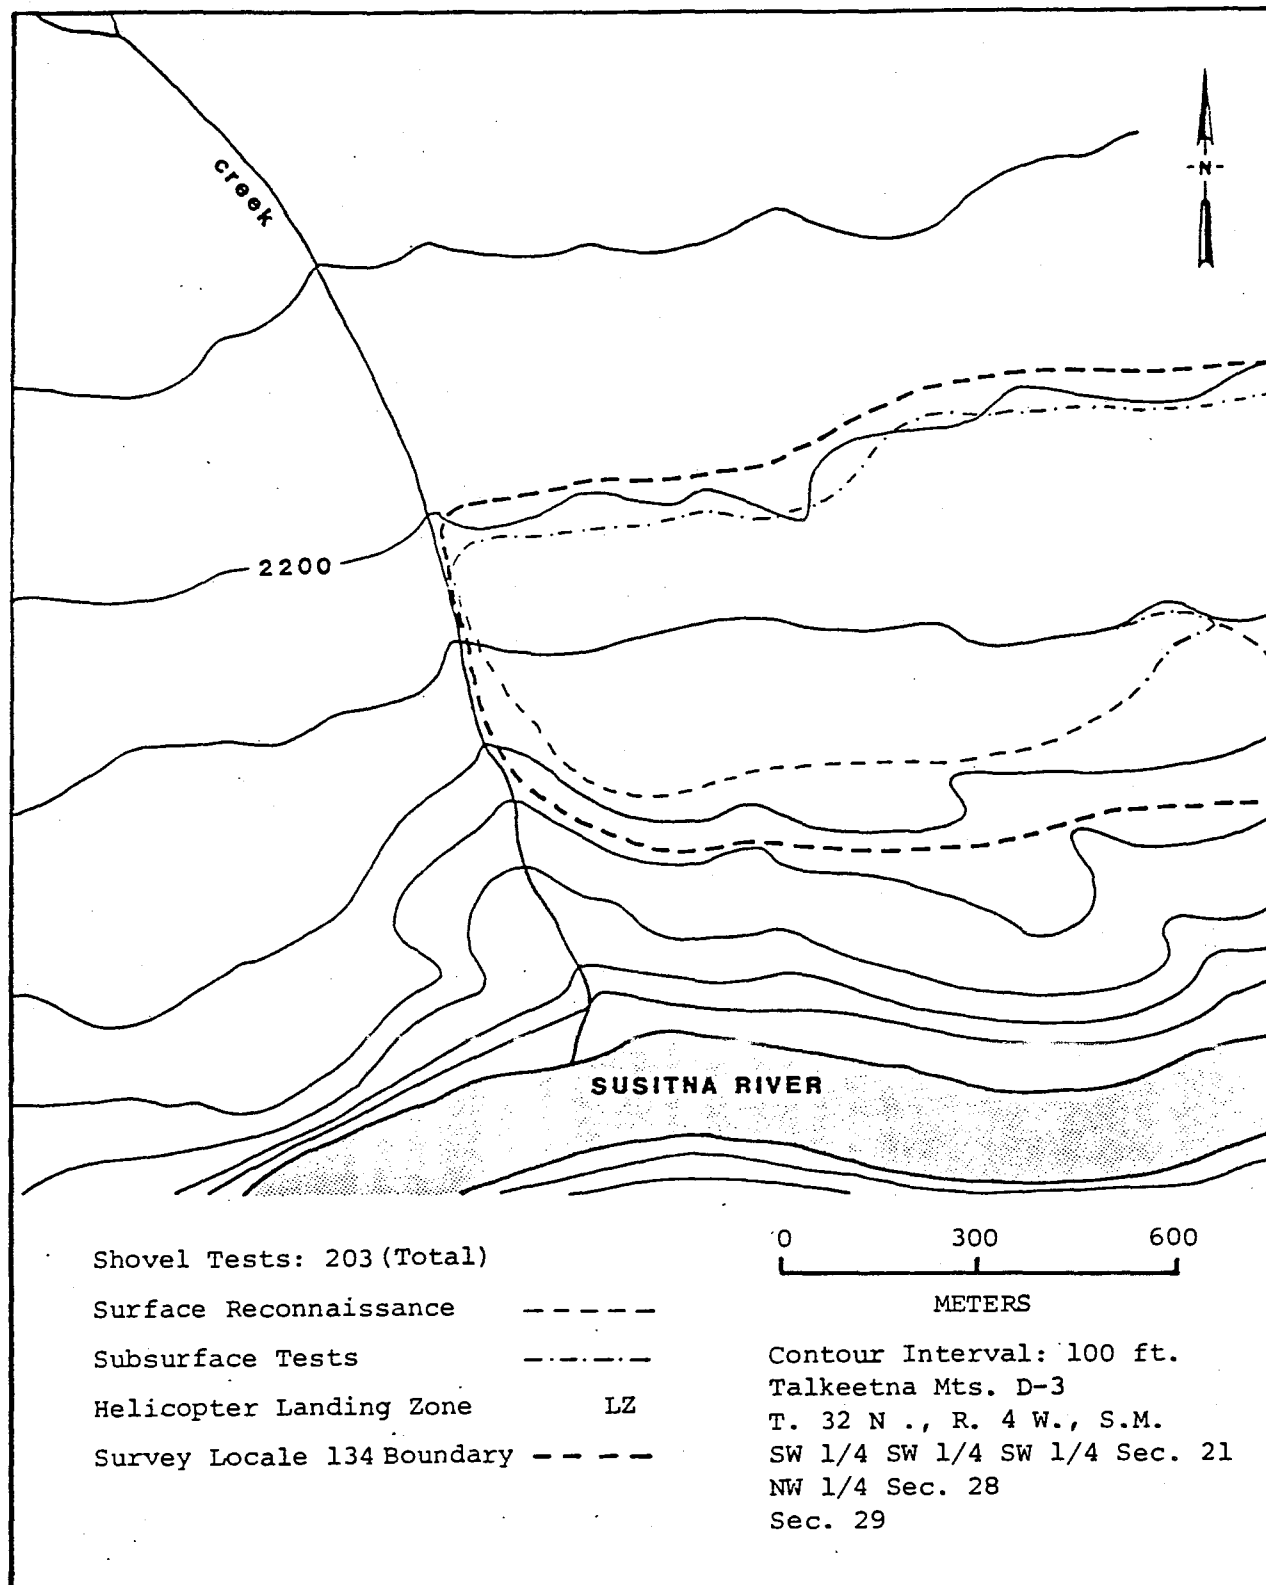 creek
-N-
2200
SUSITNA RIVER
Shovel Tests: 203 (Total)
Surface Reconnaissance
Subsurface Tests
Helicopter Landing Zone LZ
Survey Locale 134 Boundary
0 300 600
METERS
Contour Interval: 100 ft.
Talkeetna Mts. D-3
T. 32 N ., R. 4 W., S.M.
SW 1/4 SW 1/4 SW 1/4 Sec. 21
NW 1/4 Sec. 28
Sec. 29